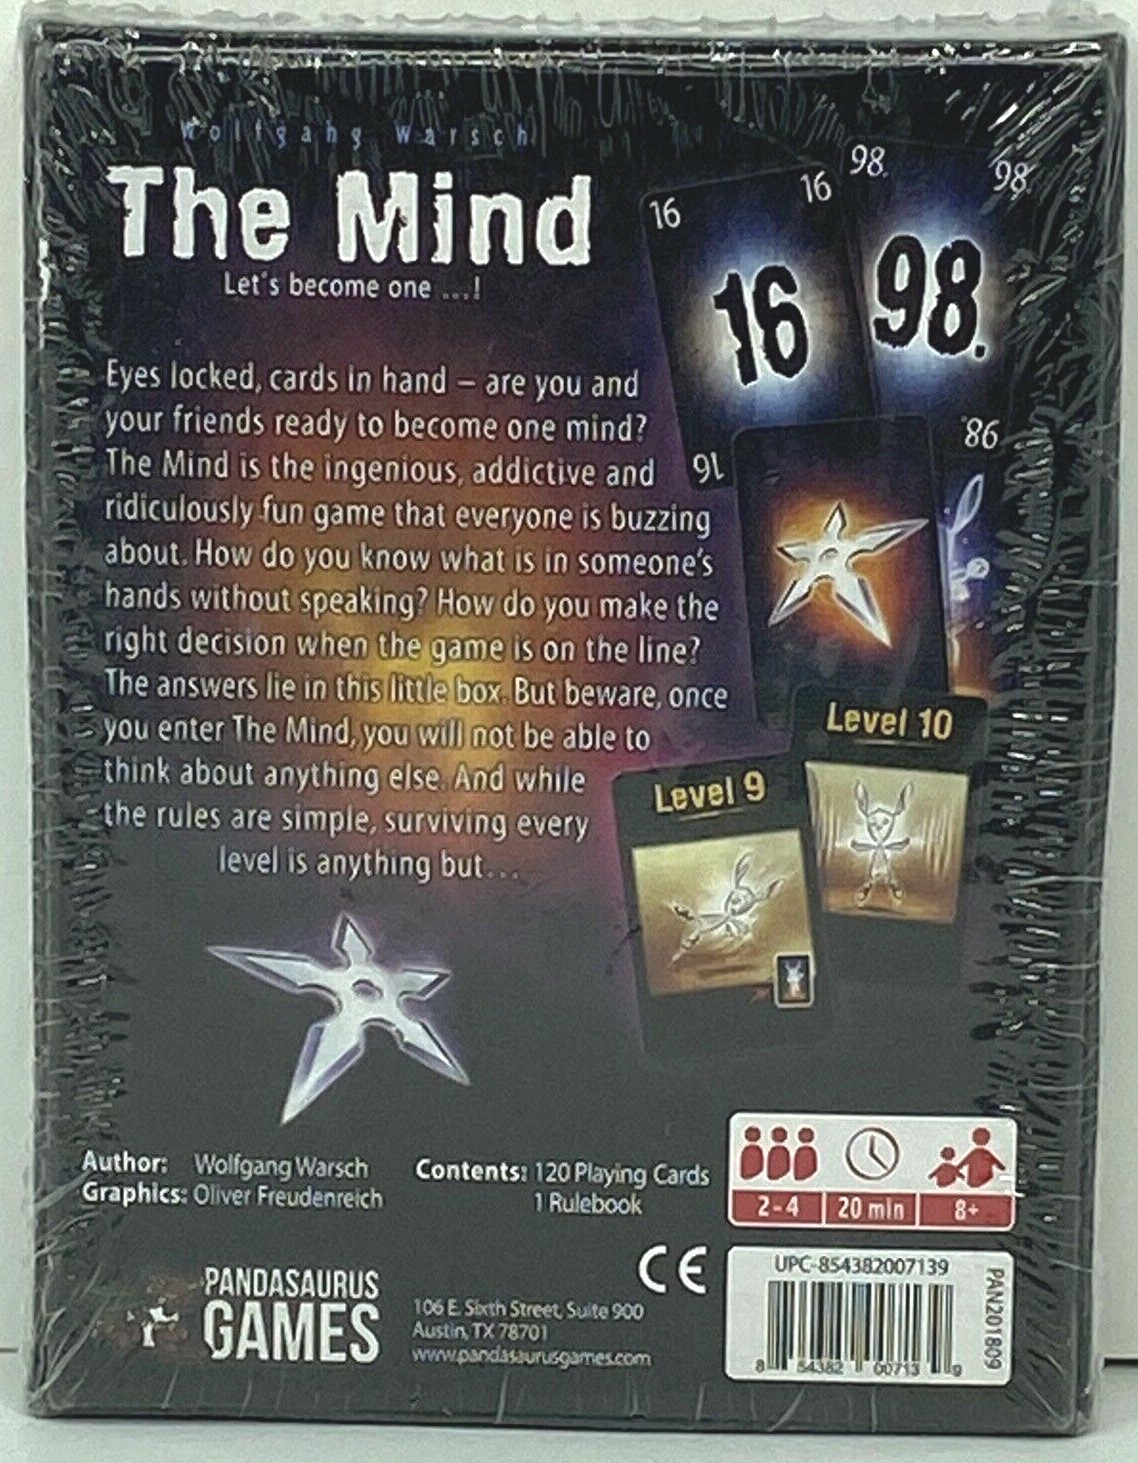 Wolfgang Warsch
The Mind
Let's become one ...!
16
16
16
16
98.
98.
98.
86
Eyes locked, cards in hand – are you and
your friends ready to become one mind?
The Mind is the ingenious, addictive and
ridiculously fun game that everyone is buzzing
about. How do you know what is in someone's
hands without speaking? How do you make the
right decision when the game is on the line?
The answers lie in this little box. But beware, once
you enter The Mind, you will not be able to
think about anything else. And while
the rules are simple, surviving every
level is anything but...
Level 10
Level 9
Author: Wolfgang Warsch
Graphics: Oliver Freudenreich
Contents: 120 Playing Cards
1 Rulebook
2-4
20 min
8+
CE
PANDASAURUS
GAMES
106 E. Sixth Street, Suite 900
Austin, TX 78701
www.pandasaurusgames.com
UPC-854382007139
8 54382 00713 9
PAN201809